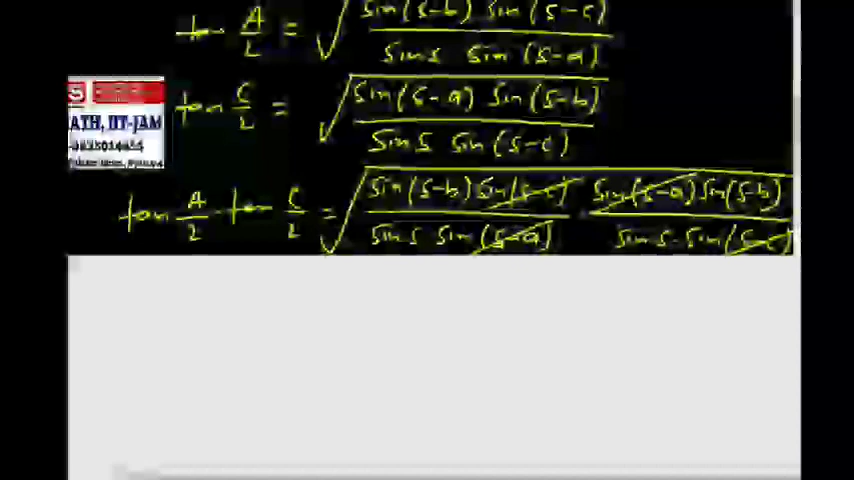 tan A/2 = √(sin(s-b) sin(s-c) / sin s sin(s-a))
S
ATH, IIT-JAM
tan C/2 = √(sin(s-a) sin(s-b) / sin s sin(s-c))
tan A/2 · tan C/2 = √(sin(s-b) sin(s-c) / sin s sin(s-a) · sin(s-a) sin(s-b) / sin s · sin(s-c))